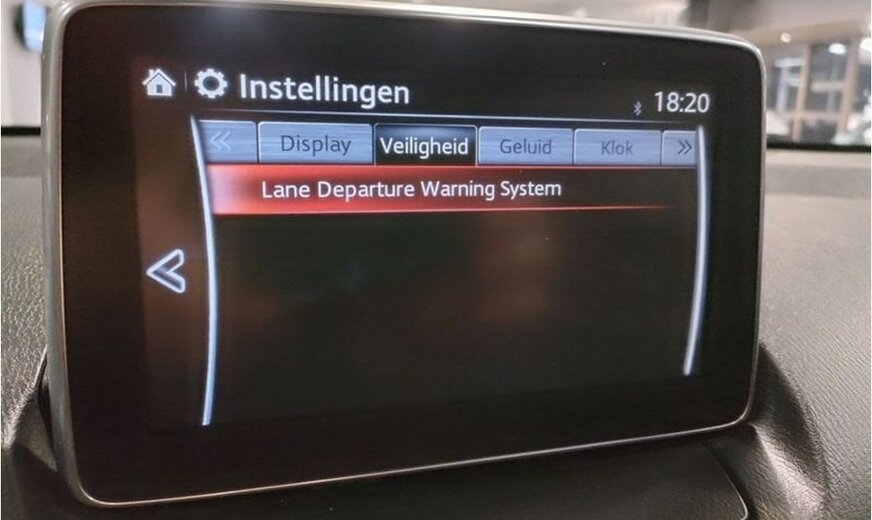 Instellingen
18:20
Display
Veiligheid
Geluid
Klok
Lane Departure Warning System